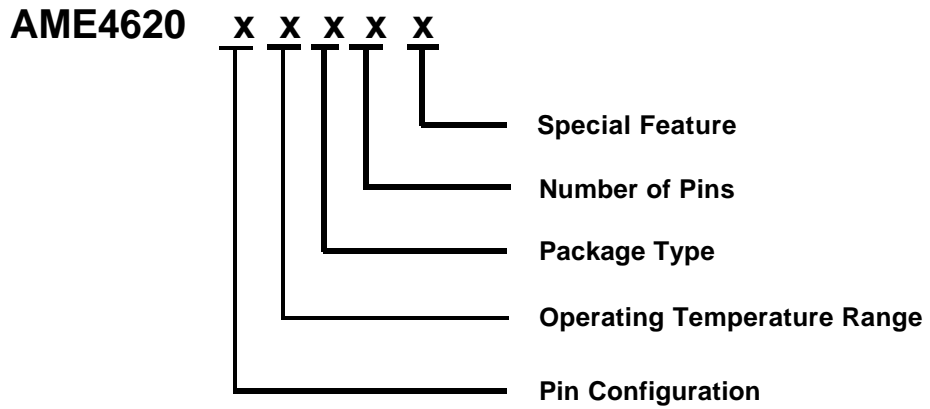 AME4620 x x x x x
Special Feature
Number of Pins
Package Type
Operating Temperature Range
Pin Configuration